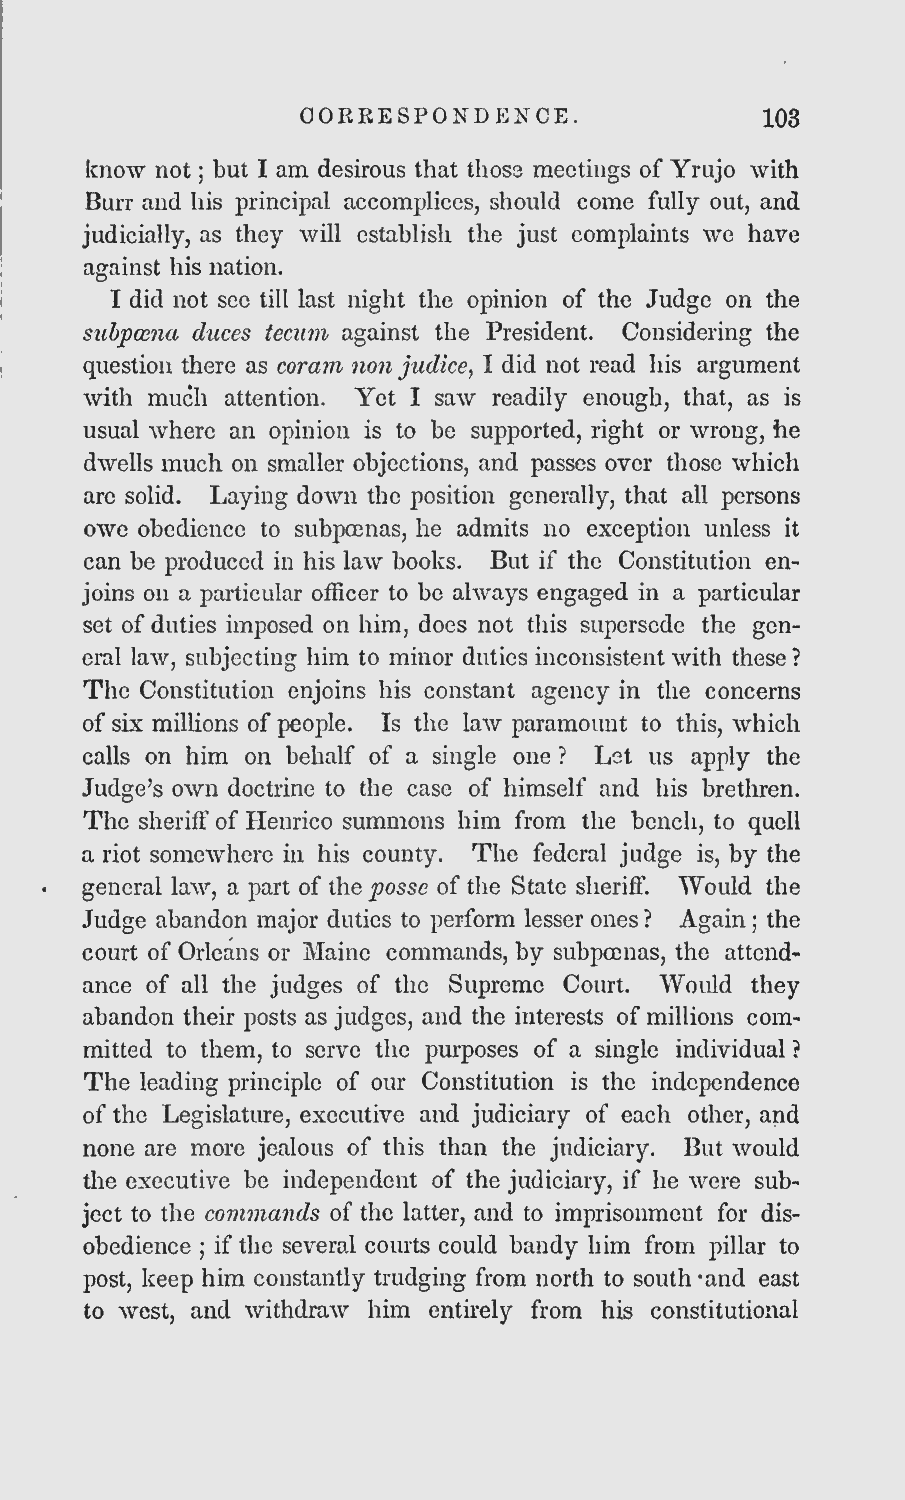 CORRESPONDENCE. 103
know not ; but I am desirous that those meetings of Yrujo with
Burr and his principal accomplices, should come fully out, and
judicially, as they will establish the just complaints we have
against his nation.
I did not see till last night the opinion of the Judge on the
subpœna duces tecum against the President. Considering the
question there as coram non judice, I did not read his argument
with much attention. Yet I saw readily enough, that, as is
usual where an opinion is to be supported, right or wrong, he
dwells much on smaller objections, and passes over those which
are solid. Laying down the position generally, that all persons
owe obedience to subpœnas, he admits no exception unless it
can be produced in his law books. But if the Constitution en-
joins on a particular officer to be always engaged in a particular
set of duties imposed on him, does not this supersede the gen-
eral law, subjecting him to minor duties inconsistent with these ?
The Constitution enjoins his constant agency in the concerns
of six millions of people. Is the law paramount to this, which
calls on him on behalf of a single one ? Let us apply the
Judge's own doctrine to the case of himself and his brethren.
The sheriff of Henrico summons him from the bench, to quell
a riot somewhere in his county. The federal judge is, by the
general law, a part of the posse of the State sheriff. Would the
Judge abandon major duties to perform lesser ones ? Again ; the
court of Orleans or Maine commands, by subpœnas, the attend-
ance of all the judges of the Supreme Court. Would they
abandon their posts as judges, and the interests of millions com-
mitted to them, to serve the purposes of a single individual ?
The leading principle of our Constitution is the independence
of the Legislature, executive and judiciary of each other, and
none are more jealous of this than the judiciary. But would
the executive be independent of the judiciary, if he were sub-
ject to the commands of the latter, and to imprisonment for dis-
obedience ; if the several courts could bandy him from pillar to
post, keep him constantly trudging from north to south and east
to west, and withdraw him entirely from his constitutional